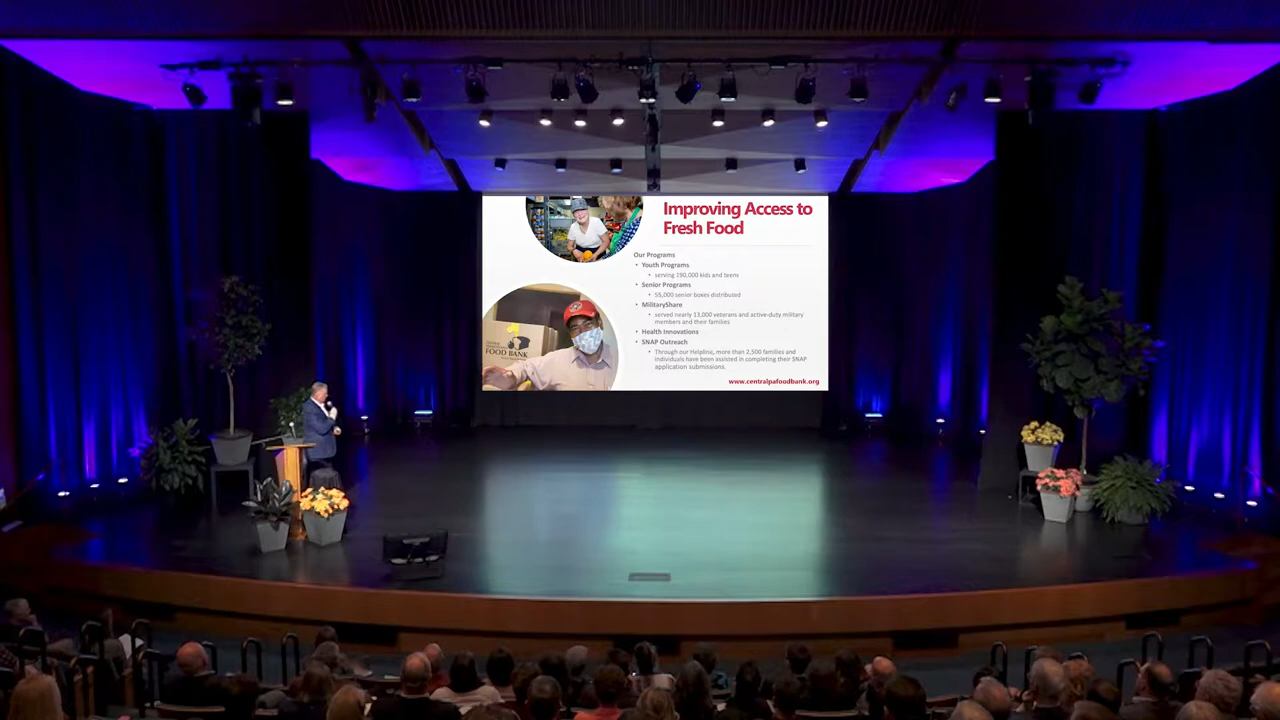 Improving Access to
Fresh Food
Our Programs
• Youth Programs
• serving 190,000 kids and teens
• Senior Programs
• 55,000 senior boxes distributed
• MilitaryShare
• served nearly 13,000 veterans and active-duty military
members and their families
• Health Innovations
• SNAP Outreach
• Through our Helpline, more than 2,500 families and
individuals have been assisted in completing their SNAP
application submissions.
www.centralpafoodbank.org
FOOD BANK